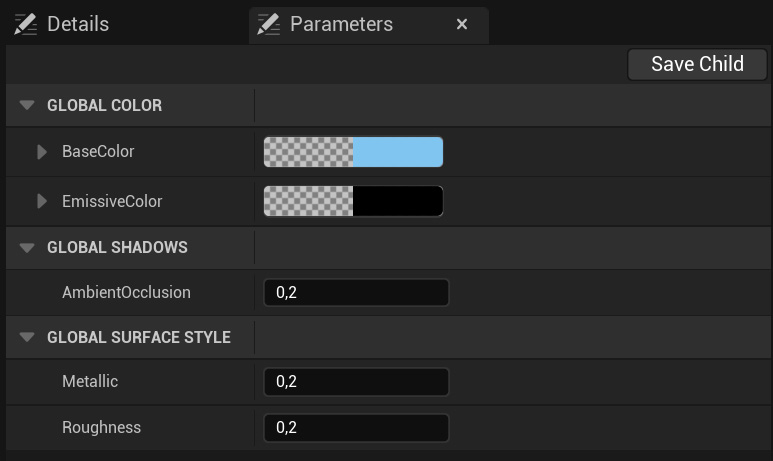 Details
Parameters
Save Child
GLOBAL COLOR
BaseColor
EmissiveColor
GLOBAL SHADOWS
AmbientOcclusion 0,2
GLOBAL SURFACE STYLE
Metallic 0,2
Roughness 0,2